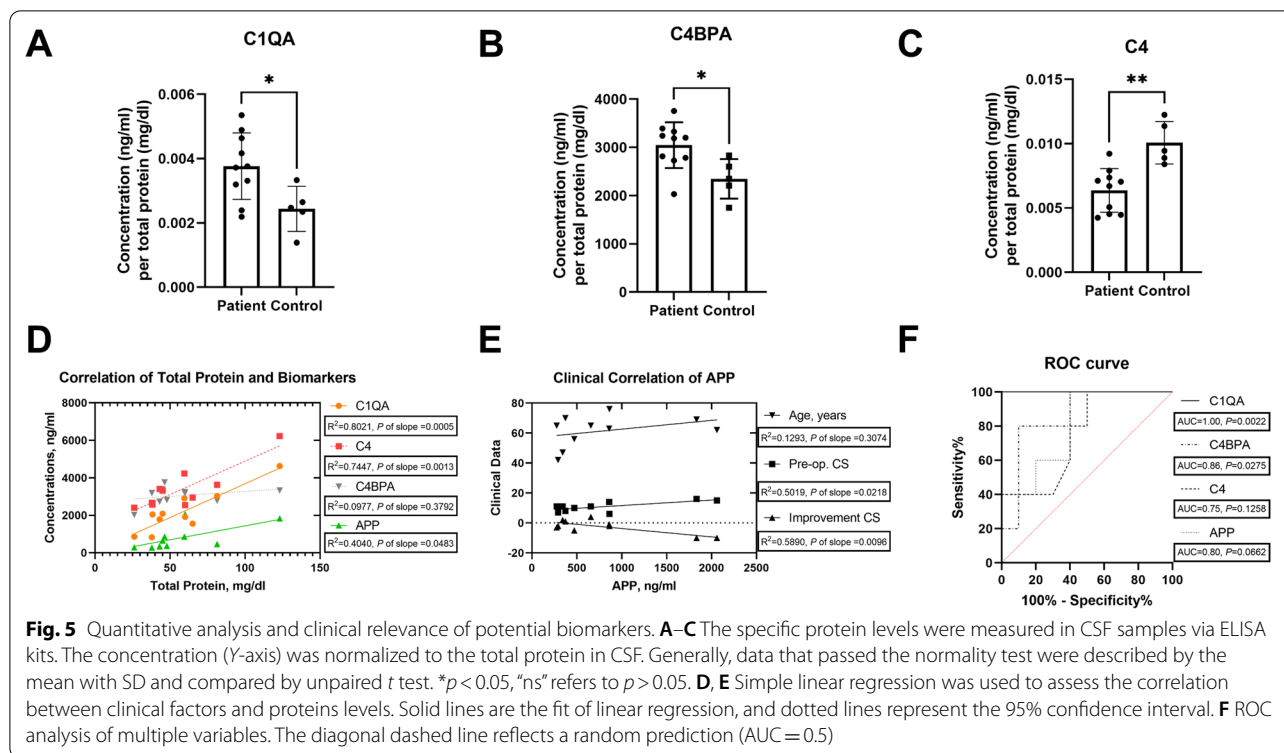 A
C1QA
*
Concentration (ng/ml)
per total protein (mg/dl)
0.006
0.004
0.002
0.000
Patient Control
B
C4BPA
*
Concentration (ng/ml)
per total protein (mg/dl)
4000
3000
2000
1000
0
Patient Control
C
C4
**
Concentration (ng/ml)
per total protein (mg/dl)
0.015
0.010
0.005
0.000
Patient Control
D
Correlation of Total Protein and Biomarkers
Concentrations, ng/ml
8000
6000
4000
2000
0
0 50 100 150
Total Protein, mg/dl
C1QA
R²=0.8021, P of slope =0.0005
C4
R²=0.7447, P of slope =0.0013
C4BPA
R²=0.0977, P of slope =0.3792
APP
R²=0.4040, P of slope =0.0483
E
Clinical Correlation of APP
Clinical Data
80
60
40
20
0
-20
0 500 1000 1500 2000 2500
APP, ng/ml
Age, years
R²=0.1293, P of slope =0.3074
Pre-op. CS
R²=0.5019, P of slope =0.0218
Improvement CS
R²=0.5890, P of slope =0.0096
F
ROC curve
Sensitivity%
100
80
60
40
20
0
0 20 40 60 80 100
100% - Specificity%
C1QA
AUC=1.00, P=0.0022
C4BPA
AUC=0.86, P=0.0275
C4
AUC=0.75, P=0.1258
APP
AUC=0.80, P=0.0662
Fig. 5 Quantitative analysis and clinical relevance of potential biomarkers. A–C The specific protein levels were measured in CSF samples via ELISA
kits. The concentration (Y-axis) was normalized to the total protein in CSF. Generally, data that passed the normality test were described by the
mean with SD and compared by unpaired t test. *p < 0.05, “ns” refers to p > 0.05. D, E Simple linear regression was used to assess the correlation
between clinical factors and proteins levels. Solid lines are the fit of linear regression, and dotted lines represent the 95% confidence interval. F ROC
analysis of multiple variables. The diagonal dashed line reflects a random prediction (AUC = 0.5)